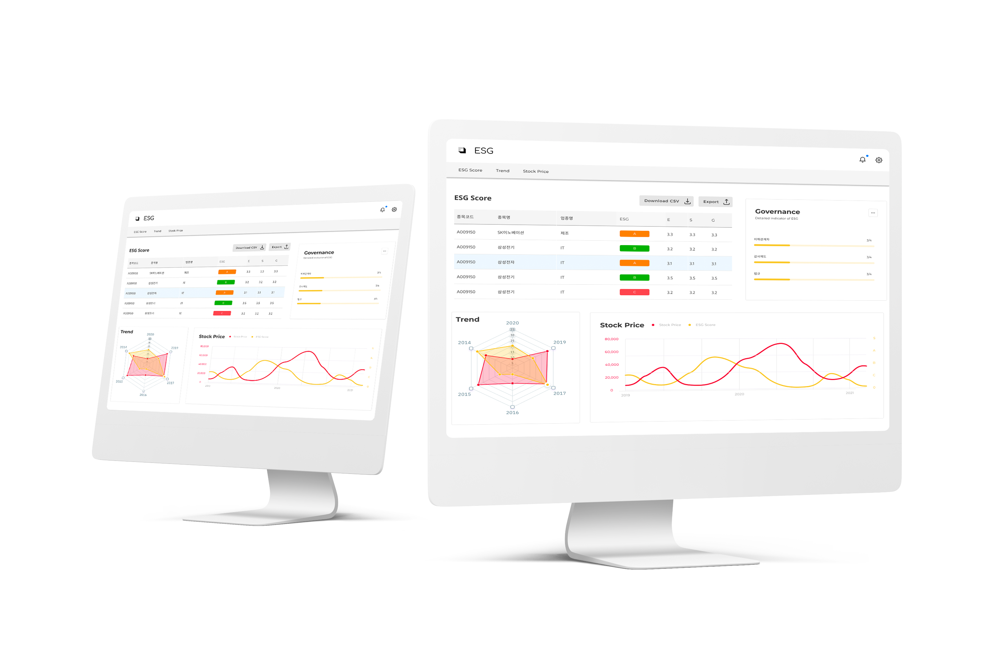 ESG
ESG Score Trend Stock Price
ESG Score
Download CSV Export
종목코드 종목명 업종명 ESG E S G
A009150 SK이노베이션 제조 A 3.3 3.3 3.3
A009150 삼성전기 IT B 3.2 3.2 3.2
A009150 삼성전자 IT A 3.1 3.1 3.1
A009150 삼성전기 IT 3.5 3.5 3.5
A009150 삼성전기 IT C 3.2 3.2 3.2
Governance
Detailed indicator of ESG
3/4
3/4
3/4
Trend
2020
2014 2019
2015 2017
2016
Stock Price Stock Price ESG Score
80,000
60,000
40,000
20,000
0
2019 2020 2021
ESG
ESG Score Trend Stock Price
ESG Score
Download CSV Export
종목코드 종목명 업종명 ESG E S G
A009150 SK이노베이션 제조 A 3.3 3.3 3.3
A009150 삼성전기 IT B 3.2 3.2 3.2
A009150 삼성전자 IT A 3.1 3.1 3.1
A009150 삼성전기 IT B 3.5 3.5 3.5
A009150 삼성전기 IT C 3.2 3.2 3.2
Governance
Detailed indicator of ESG
이해관계자 3/4
감사제도 3/4
법규 3/4
Trend
2020
35
30
25
15
10
5
2014 2019
2015 2017
2016
Stock Price Stock Price ESG Score
80,000 S
60,000 A
40,000 B
20,000 C
0 D
2019 2020 2021